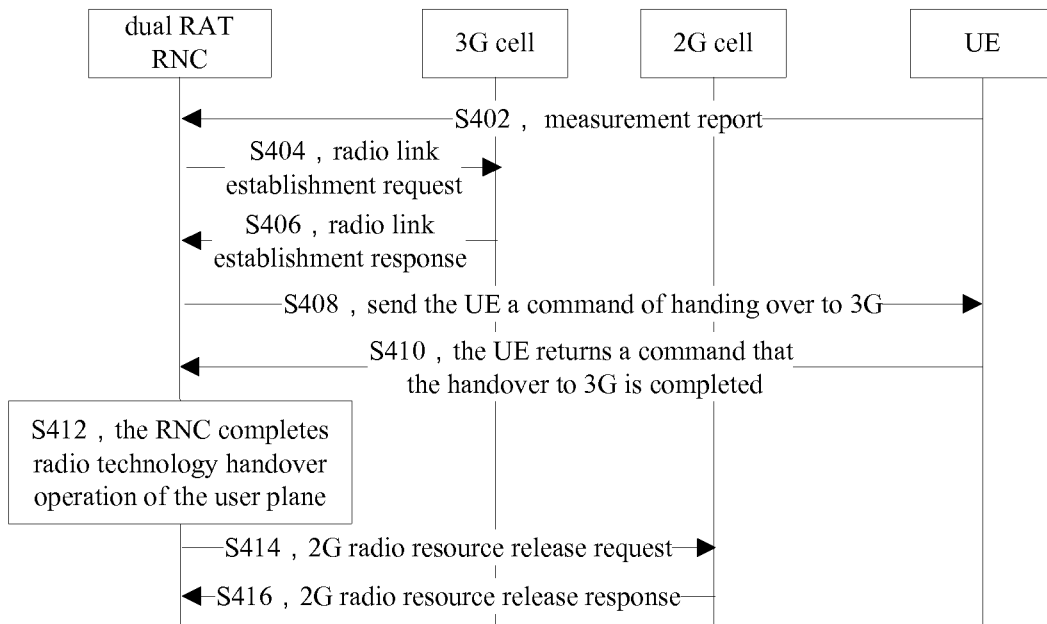 dual RAT
RNC
3G cell
2G cell
UE
S402， measurement report
S404，radio link
establishment request
S406，radio link
establishment response
S408，send the UE a command of handing over to 3G
S410，the UE returns a command that
the handover to 3G is completed
S412，the RNC completes
radio technology handover
operation of the user plane
S414，2G radio resource release request
S416，2G radio resource release response